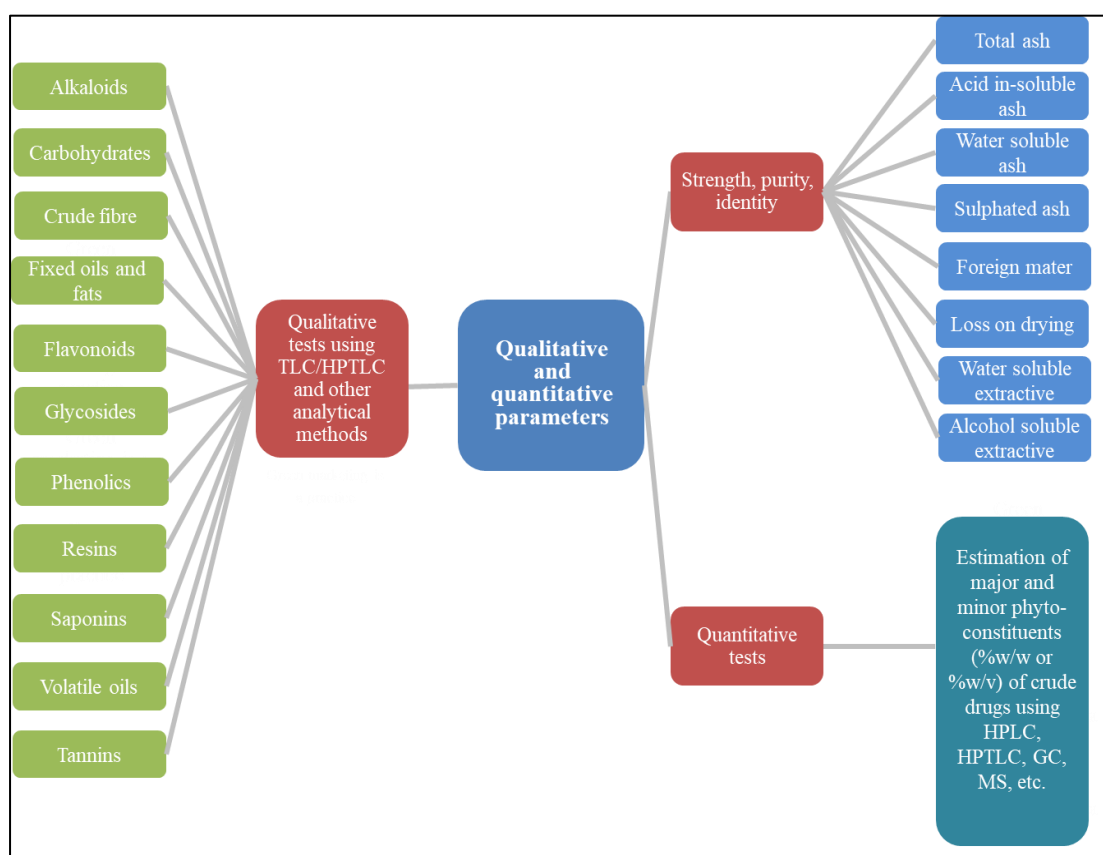 Alkaloids
Carbohydrates
Crude fibre
Fixed oils and
fats
Flavonoids
Glycosides
Phenolics
Resins
Saponins
Volatile oils
Tannins
Qualitative
tests using
TLC/HPTLC
and other
analytical
methods
Qualitative
and
quantitative
parameters
Strength, purity,
identity
Quantitative
tests
Total ash
Acid in-soluble
ash
Water soluble
ash
Sulphated ash
Foreign mater
Loss on drying
Water soluble
extractive
Alcohol soluble
extractive
Estimation of
major and
minor phyto-
constituents
(%w/w or
%w/v) of crude
drugs using
HPLC,
HPTLC, GC,
MS, etc.